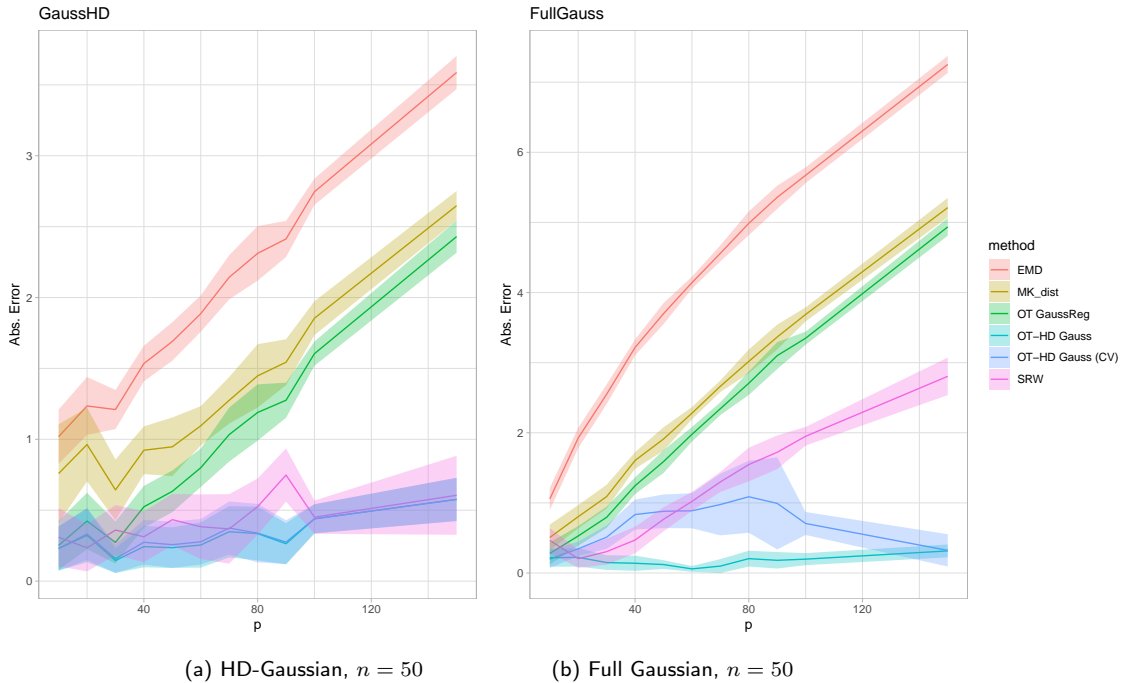 GaussHD
FullGauss
Abs. Error
3
2
1
0
40
80
120
p
Abs. Error
6
4
2
0
40
80
120
p
method
EMD
MK_dist
OT GaussReg
OT−HD Gauss
OT−HD Gauss (CV)
SRW
(a) HD-Gaussian, n = 50
(b) Full Gaussian, n = 50